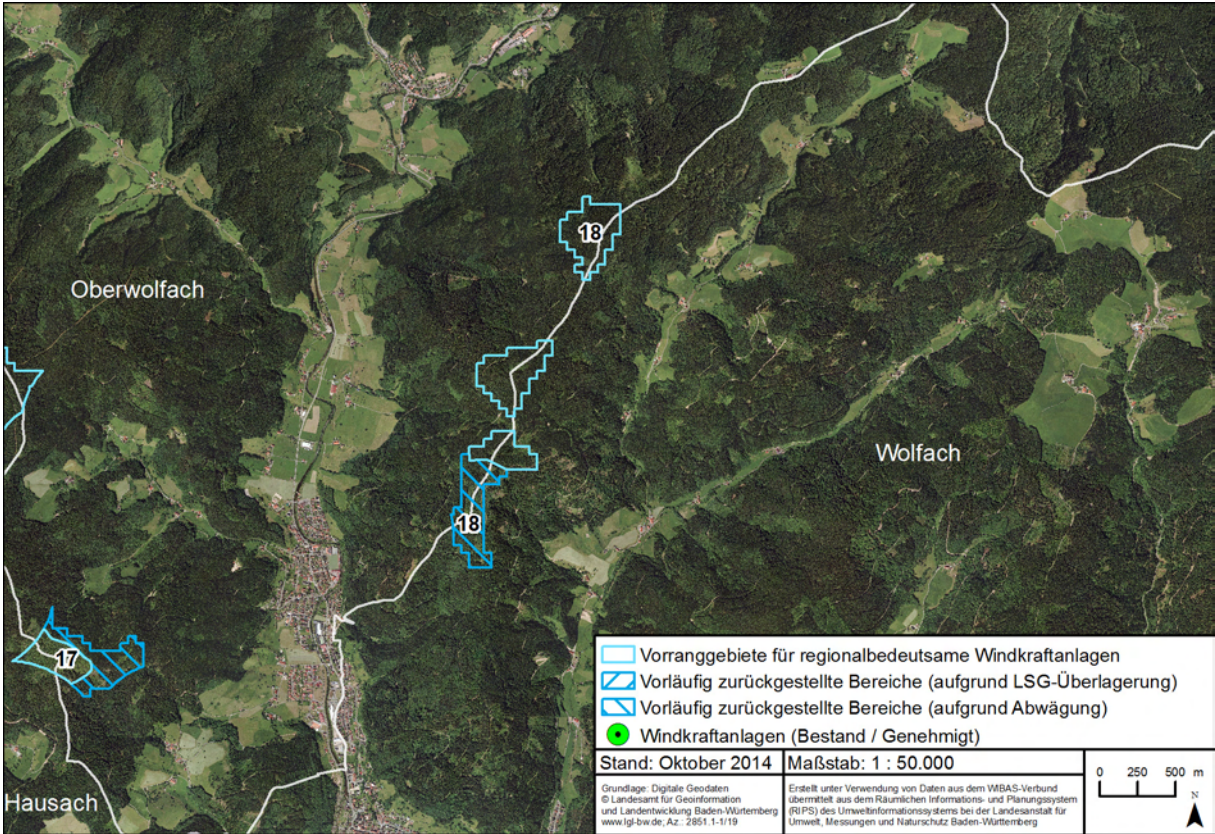 18
Oberwolfach
Wolfach
18
17
Hausach
Vorranggebiete für regionalbedeutsame Windkraftanlagen
Vorläufig zurückgestellte Bereiche (aufgrund LSG-Überlagerung)
Vorläufig zurückgestellte Bereiche (aufgrund Abwägung)
Windkraftanlagen (Bestand / Genehmigt)
Stand: Oktober 2014
Maßstab: 1 : 50.000
0 250 500 m
N
Grundlage: Digitale Geodaten
© Landesamt für Geoinformation
und Landentwicklung Baden-Württemberg
www.lgl-bw.de, Az.: 2851.1-1/19
Erstellt unter Verwendung von Daten aus dem WIBAS-Verbund
übermittelt aus dem Räumlichen Informations- und Planungssystem
(RIPS) des Umweltinformationssystems bei der Landesanstalt für
Umwelt, Messungen und Naturschutz Baden-Württemberg